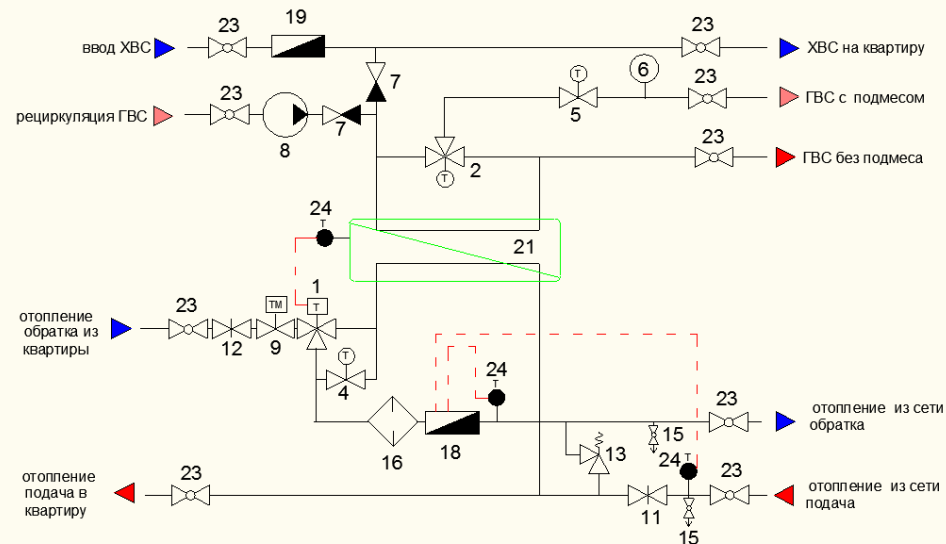 23
19
23
ввод ХВС
ХВС на квартиру
7
6
T
23
ГВС с подмесом
23
рециркуляция ГВС
8
7
5
23
ГВС без подмеса
2
T
24
T
21
1
T
TM
23
отопление
обратка из
квартиры
12
9
T
4
24
T
23
отопление из сети
обратка
16
18
13
15
24
T
23
23
отопление
подача в
квартиру
11
15
отопление из сети
подача